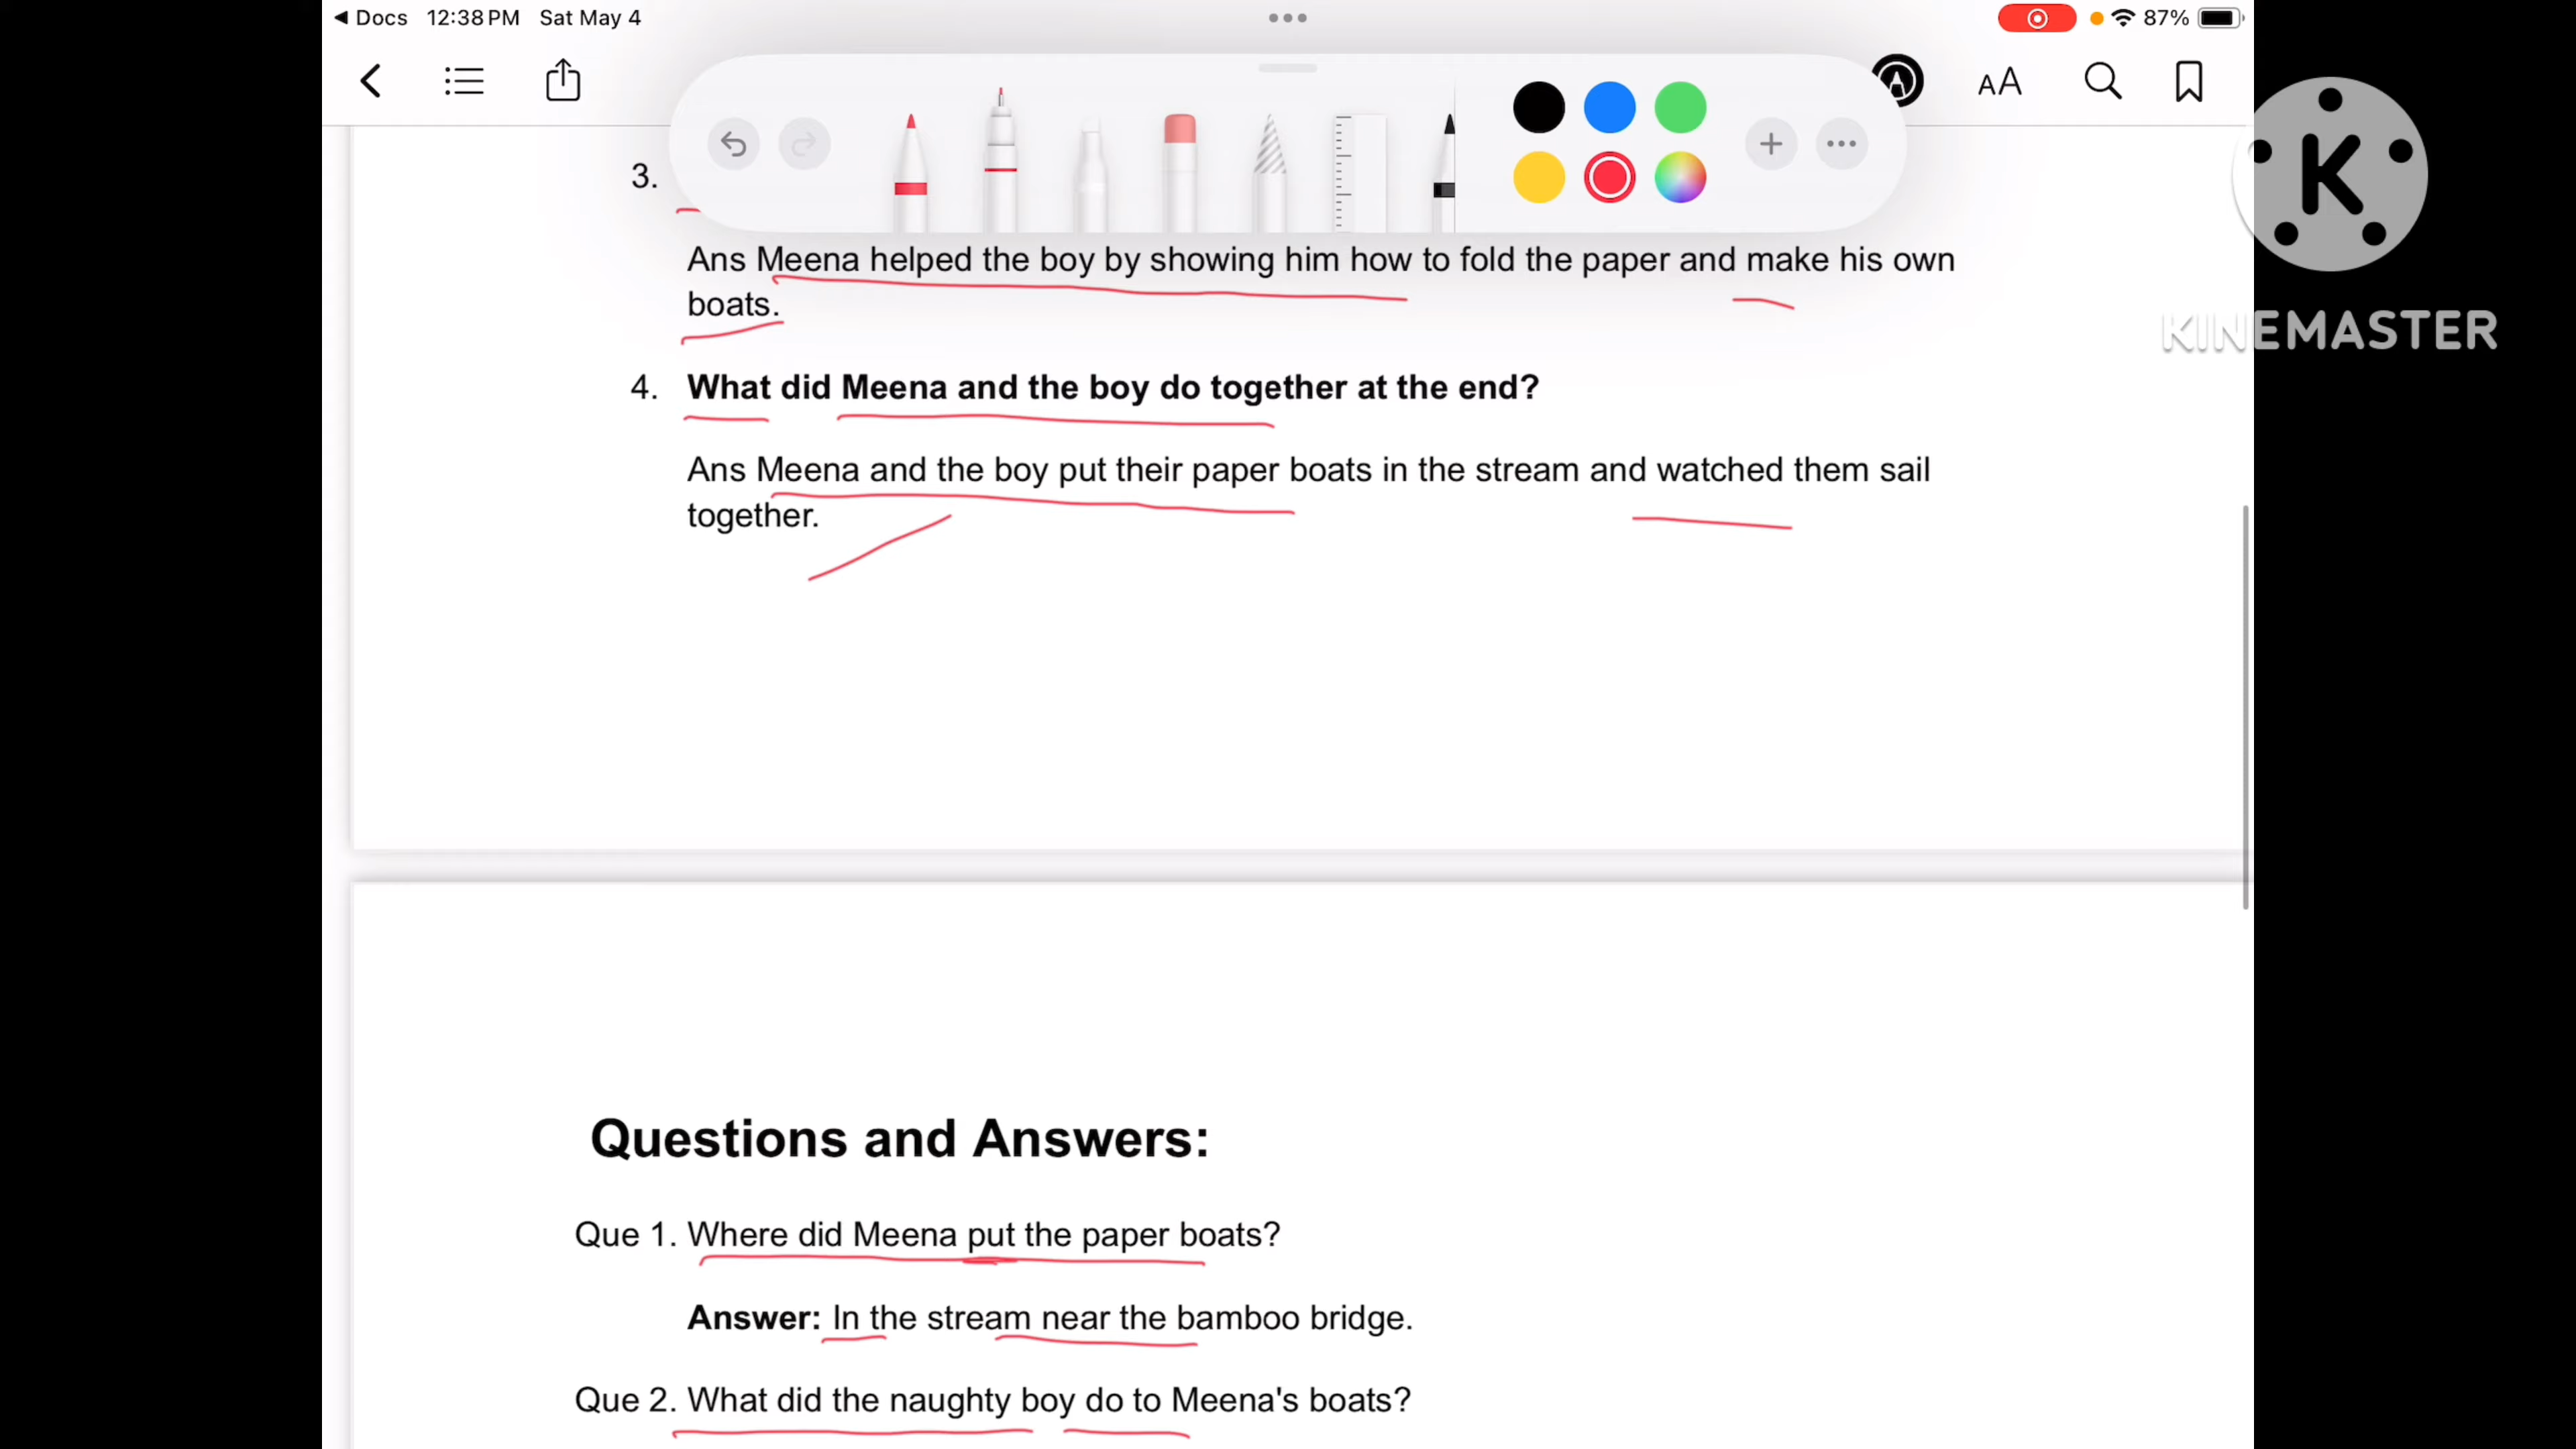 Docs 12:38 PM Sat May 4
87%
AA
3.
Ans Meena helped the boy by showing him how to fold the paper and make his own
boats.
4. What did Meena and the boy do together at the end?
Ans Meena and the boy put their paper boats in the stream and watched them sail
together.
Questions and Answers:
Que 1. Where did Meena put the paper boats?
Answer: In the stream near the bamboo bridge.
Que 2. What did the naughty boy do to Meena's boats?
K
KINEMASTER